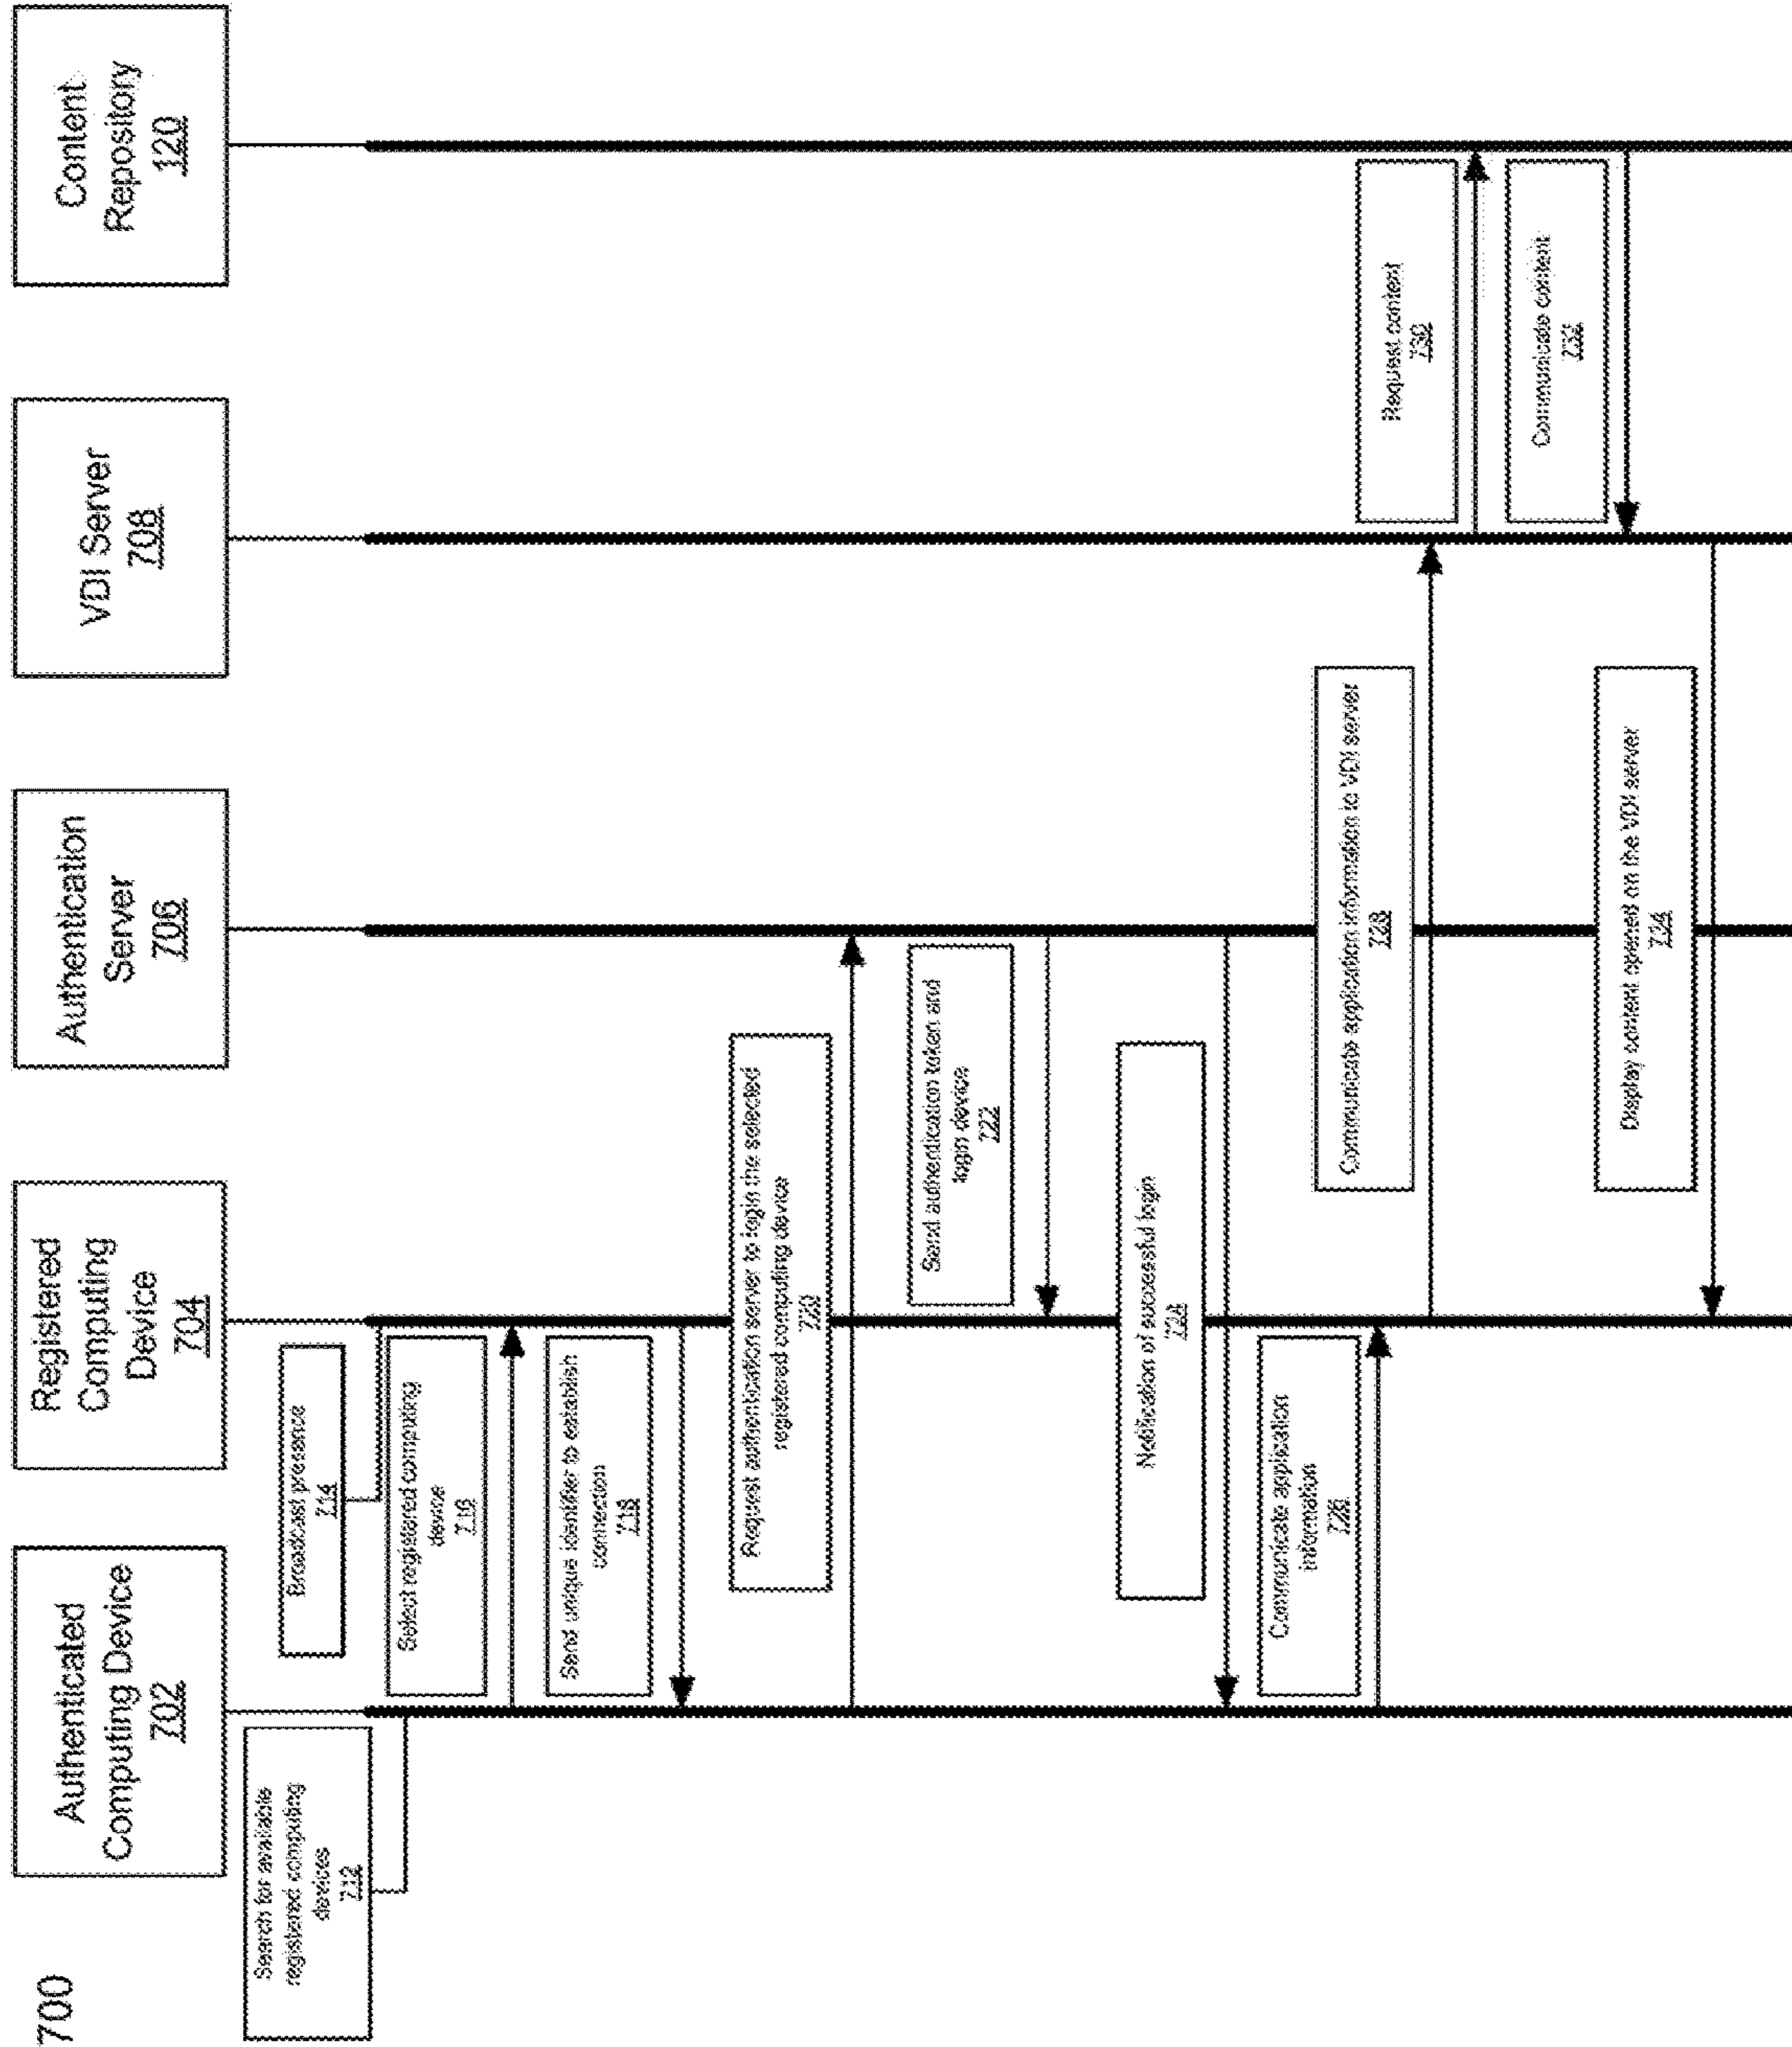 700
Authenticated
Computing Device
702
Registered
Computing
Device
704
Authentication
Server
706
VDI Server
708
Content
Repository
120
Search for available
registered computing
devices
712
Broadcast presence
714
Select registered computing
device
716
Send unique identifier to establish
connection
718
Request authentication server to login the selected
registered computing device
720
Send authentication token and
login device
722
Notification of successful login
724
Communicate application
information
726
Communicate application information to VDI server
728
Request content
730
Communicate content
732
Display content opened on the VDI server
734